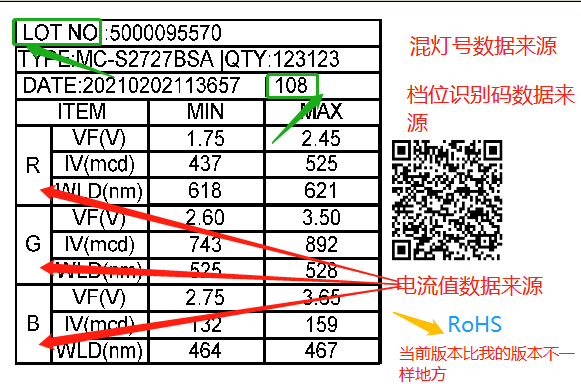 LOT NO :5000095570
混灯号数据来源
TYPE:MC-S2727BSA |QTY:123123
DATE:20210202113657 108
档位识别码数据来
源
ITEM MIN MAX
R
VF(V) 1.75 2.45
IV(mcd) 437 525
WLD(nm) 618 621
G
VF(V) 2.60 3.50
IV(mcd) 743 892
WLD(nm) 525 528
电流值数据来源
B
VF(V) 2.75 3.65
IV(mcd) 132 159
WLD(nm) 464 467
RoHS
当前版本比我的版本不一
样地方